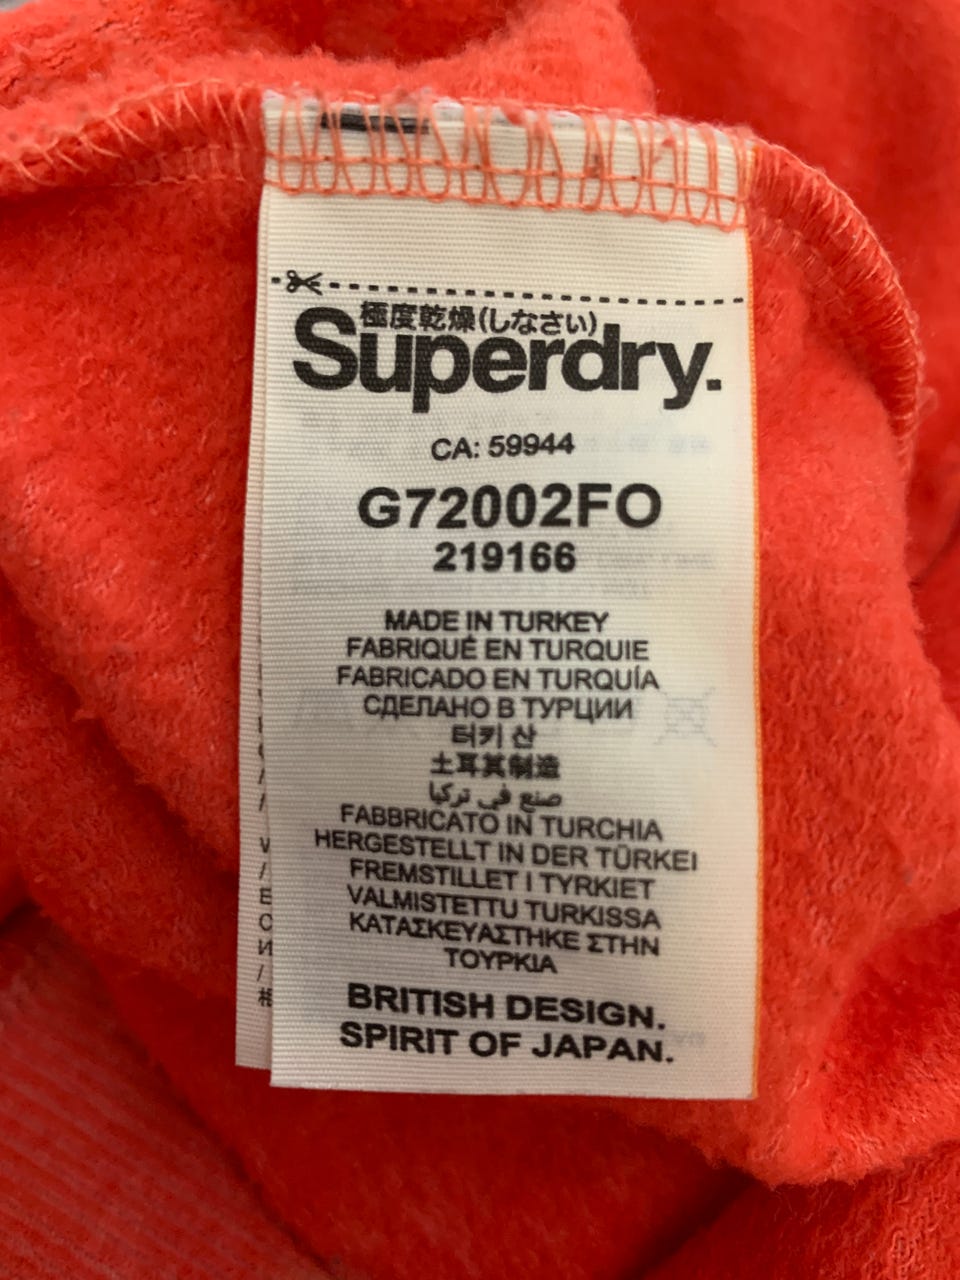 極度乾燥(しなさい)
Superdry.
CA: 59944
G72002FO
219166
MADE IN TURKEY
FABRIQUÉ EN TURQUIE
FABRICADO EN TURQUÍA
СДЕЛАНО В ТУРЦИИ
터키 산
土耳其制造
صنع في تركيا
FABBRICATO IN TURCHIA
HERGESTELLT IN DER TÜRKEI
FREMSTILLET I TYRKIET
VALMISTETTU TURKISSA
ΚΑΤΑΣΚΕΥΑΣΤΗΚΕ ΣΤΗΝ
ΤΟΥΡΚΙΑ
BRITISH DESIGN.
SPIRIT OF JAPAN.